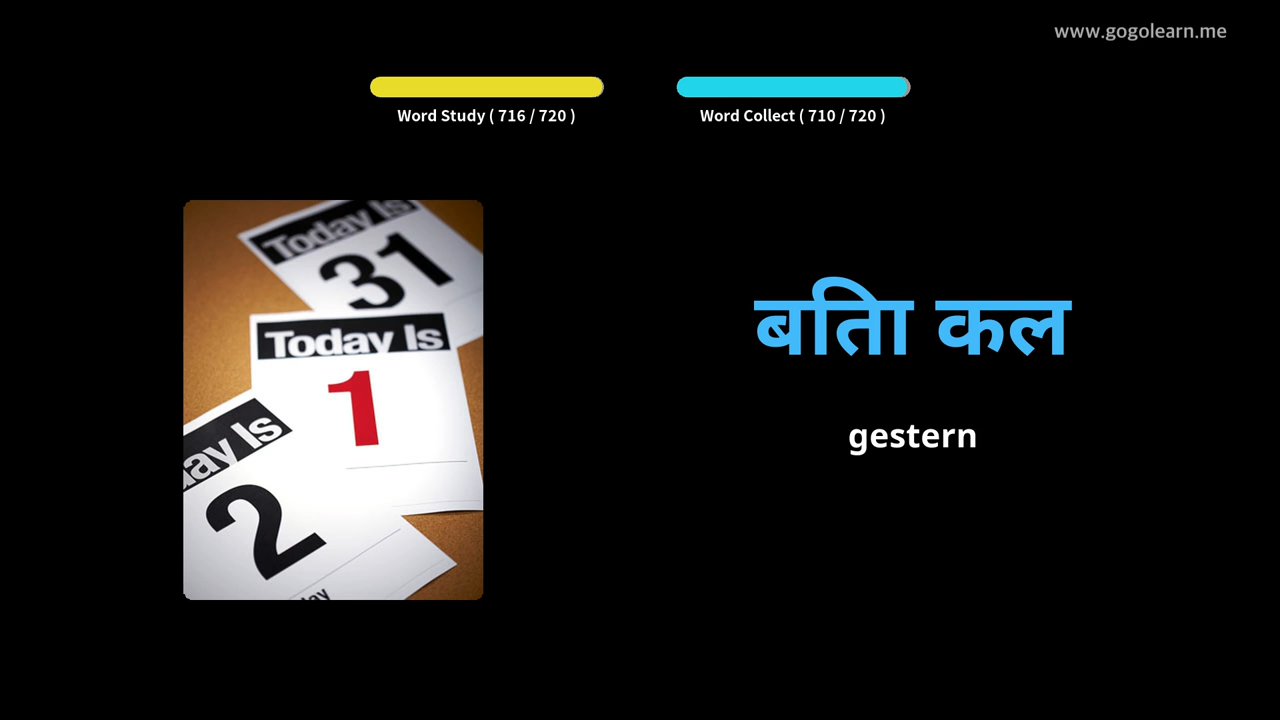 www.gogolearn.me
Word Study ( 716 / 720 )
Word Collect ( 710 / 720 )
Today Is
31
Today Is
1
ay Is
2
बतिा कल
gestern